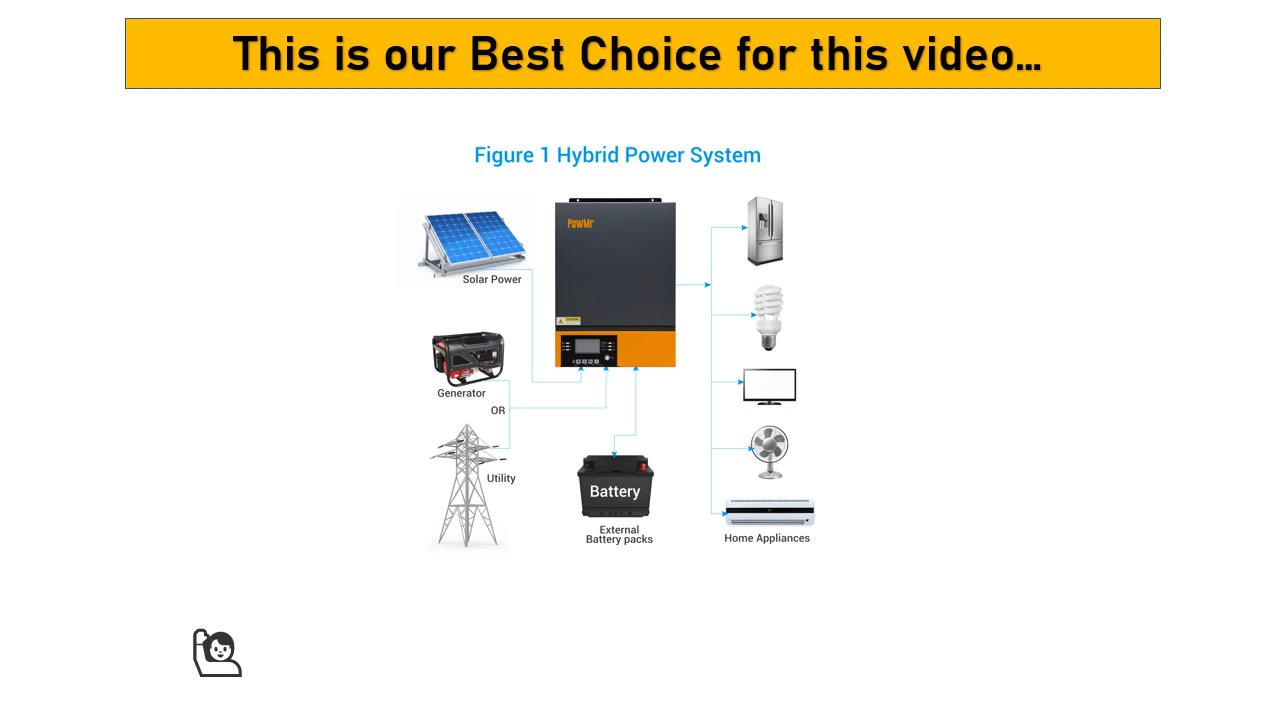 This is our Best Choice for this video...
Figure 1 Hybrid Power System
PowMr
Solar Power
Generator
OR
Utility
Battery
External
Battery packs
Home Appliances